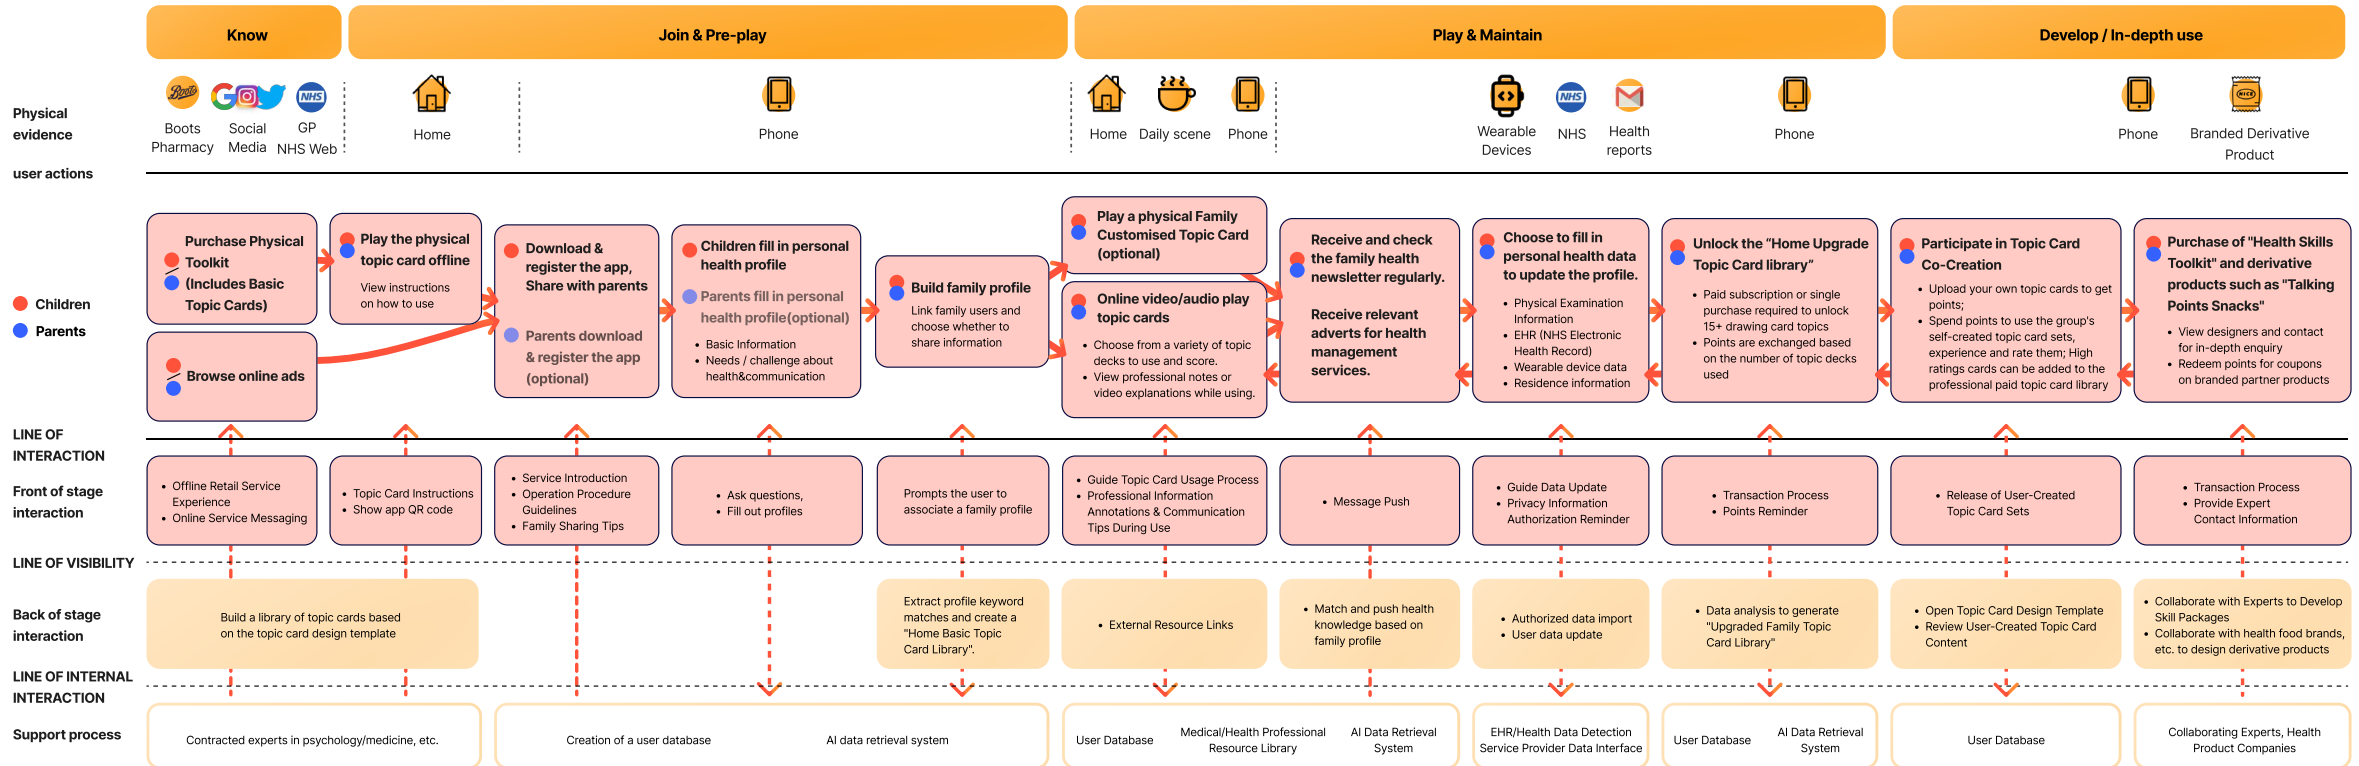 Know
Join & Pre-play
Play & Maintain
Develop / In-depth use
Physical
evidence
Boots
Boots
Pharmacy
Social
Media
NHS
GP
NHS Web
Home
Phone
Home
Daily scene
Phone
Wearable
Devices
NHS
NHS
Health
reports
Phone
Phone
NICE
Branded Derivative
Product
user actions
Children
Parents
Purchase Physical
Toolkit
(Includes Basic
Topic Cards)
Browse online ads
Play the physical
topic card offline
View instructions
on how to use
Download &
register the app,
Share with parents
Parents download
& register the app
(optional)
Children fill in personal
health profile
Parents fill in personal
health profile(optional)
• Basic Information
• Needs / challenge about
health&communication
Build family profile
Link family users and
choose whether to
share information
Play a physical Family
Customised Topic Card
(optional)
Online video/audio play
topic cards
• Choose from a variety of topic
decks to use and score.
• View professional notes or
video explanations while using.
Receive and check
the family health
newsletter regularly.
Receive relevant
adverts for health
management
services.
Choose to fill in
personal health data
to update the profile.
• Physical Examination
Information
• EHR (NHS Electronic
Health Record)
• Wearable device data
• Residence information
Unlock the “Home Upgrade
Topic Card library”
• Paid subscription or single
purchase required to unlock
15+ drawing card topics
• Points are exchanged based
on the number of topic decks
used
Participate in Topic Card
Co-Creation
• Upload your own topic cards to get
points;
• Spend points to use the group's
self-created topic card sets,
experience and rate them; High
ratings cards can be added to the
professional paid topic card library
Purchase of "Health Skills
Toolkit" and derivative
products such as "Talking
Points Snacks"
• View designers and contact
for in-depth enquiry
• Redeem points for coupons
on branded partner products
LINE OF
INTERACTION
Front of stage
interaction
• Offline Retail Service
Experience
• Online Service Messaging
• Topic Card Instructions
• Show app QR code
• Service Introduction
• Operation Procedure
Guidelines
• Family Sharing Tips
• Ask questions,
• Fill out profiles
Prompts the user to
associate a family profile
• Guide Topic Card Usage Process
• Professional Information
Annotations & Communication
Tips During Use
• Message Push
• Guide Data Update
• Privacy Information
Authorization Reminder
• Transaction Process
• Points Reminder
• Release of User-Created
Topic Card Sets
• Transaction Process
• Provide Expert
Contact Information
LINE OF VISIBILITY
Back of stage
interaction
Build a library of topic cards based
on the topic card design template
Extract profile keyword
matches and create a
"Home Basic Topic
Card Library".
• External Resource Links
• Match and push health
knowledge based on
family profile
• Authorized data import
• User data update
• Data analysis to generate
"Upgraded Family Topic
Card Library"
• Open Topic Card Design Template
• Review User-Created Topic Card
Content
• Collaborate with Experts to Develop
Skill Packages
• Collaborate with health food brands,
etc. to design derivative products
LINE OF INTERNAL
INTERACTION
Support process
Contracted experts in psychology/medicine, etc.
Creation of a user database
AI data retrieval system
User Database
Medical/Health Professional
Resource Library
AI Data Retrieval
System
EHR/Health Data Detection
Service Provider Data Interface
User Database
AI Data Retrieval
System
User Database
Collaborating Experts, Health
Product Companies